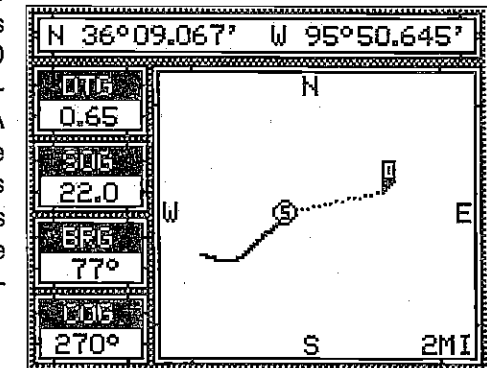 N 36°09.067' W 95°50.645'
DTG
0.65
SOG
22.0
BRG
77°
COG
270°
N
W
S
E
S
2MI